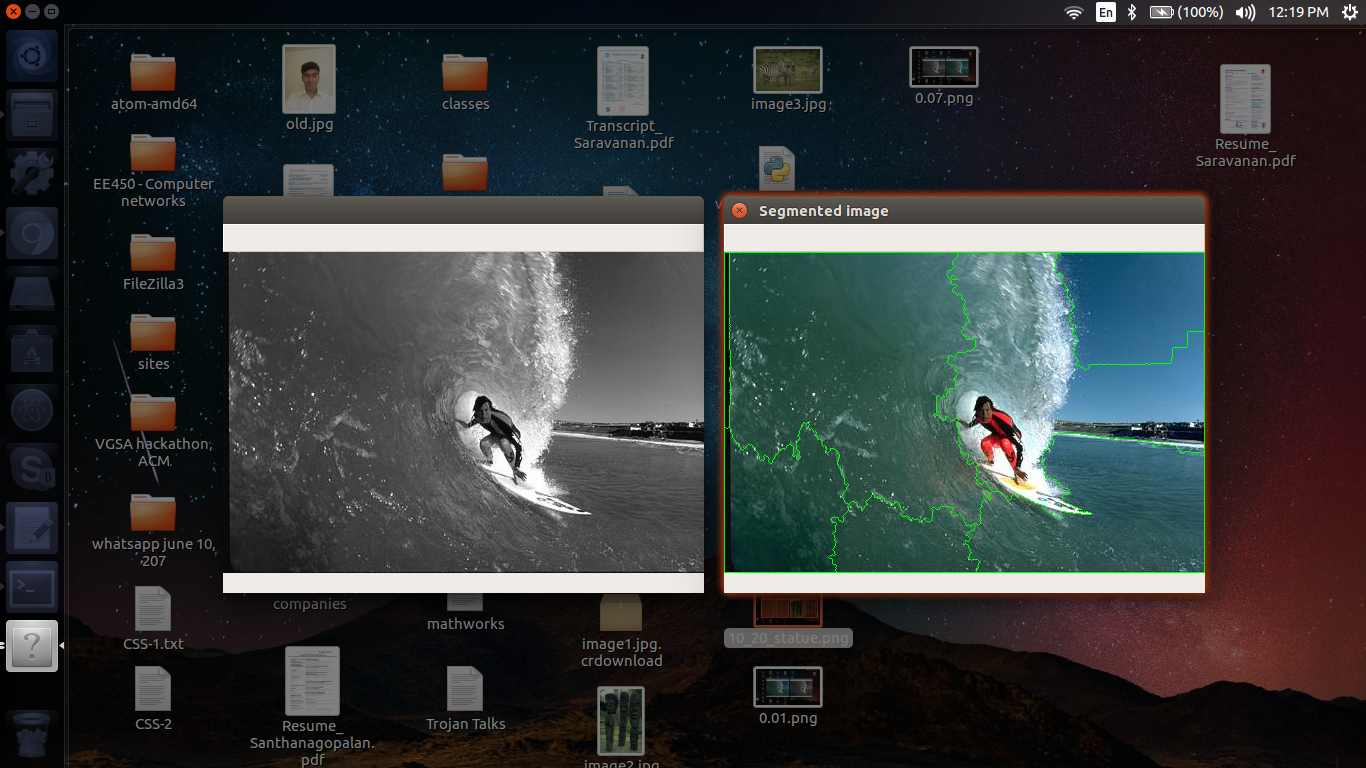 En
(100%)
12:19 PM
atom-amd64
old.jpg
classes
Transcript_
Saravanan.pdf
image3.jpg
0.07.png
Resume_
Saravanan.pdf
EE450 - Computer
networks
FileZilla3
sites
VGSA hackathon,
ACM
whatsapp june 10,
207
CSS-1.txt
CSS-2
Segmented image
companies
Resume_
Santhanagopalan.
pdf
mathworks
Trojan Talks
image1.jpg.
crdownload
image2.jpg
10_20_statue.png
0.01.png